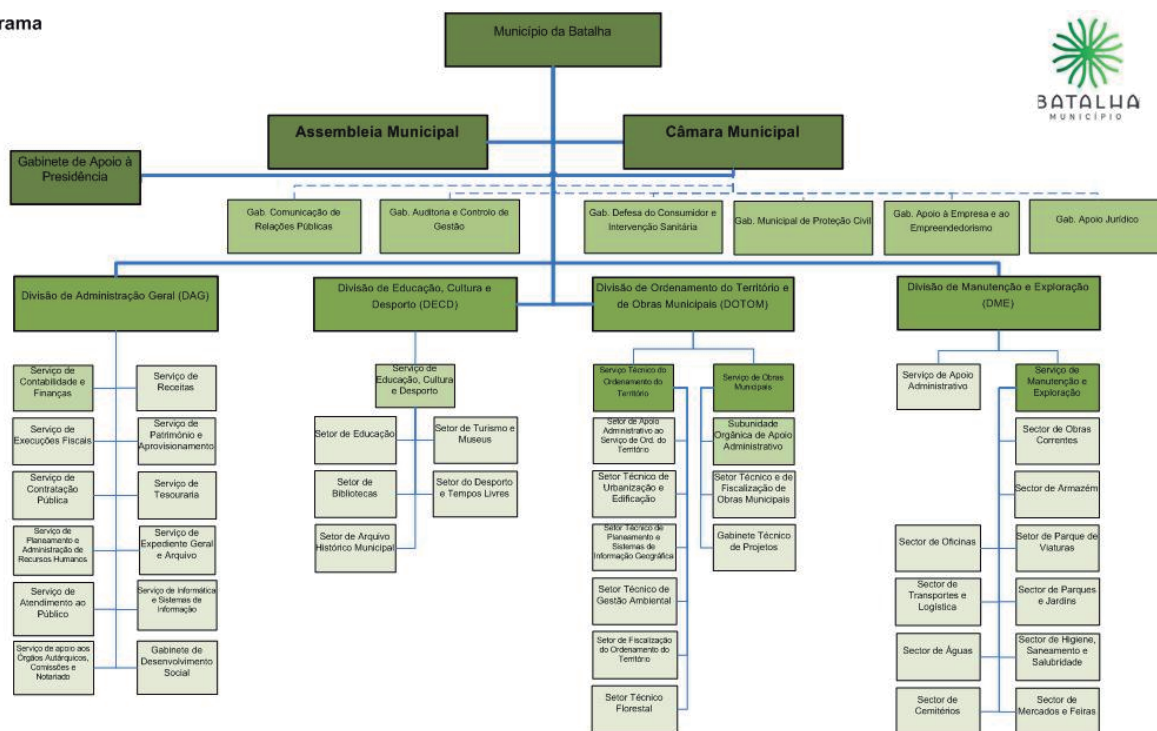 rama
Município da Batalha
BATALHA
MUNICÍPIO
Assembleia Municipal
Câmara Municipal
Gabinete de Apoio à
Presidência
Gab. Comunicação de
Relações Públicas
Gab. Auditoria e Controlo de
Gestão
Gab. Defesa do Consumidor e
Intervenção Sanitária
Gab. Municipal de Proteção Civil
Gab. Apoio à Empresa e ao
Empreendedorismo
Gab. Apoio Jurídico
Divisão de Administração Geral (DAG)
Divisão de Educação, Cultura e
Desporto (DECD)
Divisão de Ordenamento do Território e
de Obras Municipais (DOTOM)
Divisão de Manutenção e Exploração
(DME)
Serviço de
Contabilidade e
Finanças
Serviço de
Receitas
Serviço de
Execuções Fiscais
Serviço de
Património e
Aprovisionamento
Serviço de
Contratação
Pública
Serviço de
Tesouraria
Serviço de
Planeamento e
Administração de
Recursos Humanos
Serviço de
Expediente Geral
e Arquivo
Serviço de
Atendimento ao
Público
Serviço de Informática
e Sistemas de
Informação
Serviço de apoio aos
Órgãos Autárquicos,
Comissões e
Notariado
Gabinete de
Desenvolvimento
Social
Serviço de
Educação, Cultura
e Desporto
Setor de Educação
Setor de Turismo e
Museus
Setor de
Bibliotecas
Setor do Desporto
e Tempos Livres
Setor de Arquivo
Histórico Municipal
Serviço Técnico do
Ordenamento do
Território
Serviço de Obras
Municipais
Setor de Apoio
Administrativo ao
Serviço de Ord. do
Território
Subunidade
Orgânica de Apoio
Administrativo
Setor Técnico de
Urbanização e
Edificação
Setor Técnico e de
Fiscalização de
Obras Municipais
Setor Técnico de
Planeamento e
Sistemas de
Informação Geográfica
Gabinete Técnico
de Projetos
Setor Técnico de
Gestão Ambiental
Setor de Fiscalização
do Ordenamento do
Território
Setor Técnico
Florestal
Serviço de Apoio
Administrativo
Serviço de
Manutenção e
Exploração
Sector de Obras
Correntes
Sector de Armazém
Sector de Oficinas
Setor de Parque de
Viaturas
Sector de
Transportes e
Logística
Sector de Parques
e Jardins
Sector de Águas
Sector de Higiene,
Saneamento e
Salubridade
Sector de
Cemitérios
Sector de
Mercados e Feiras